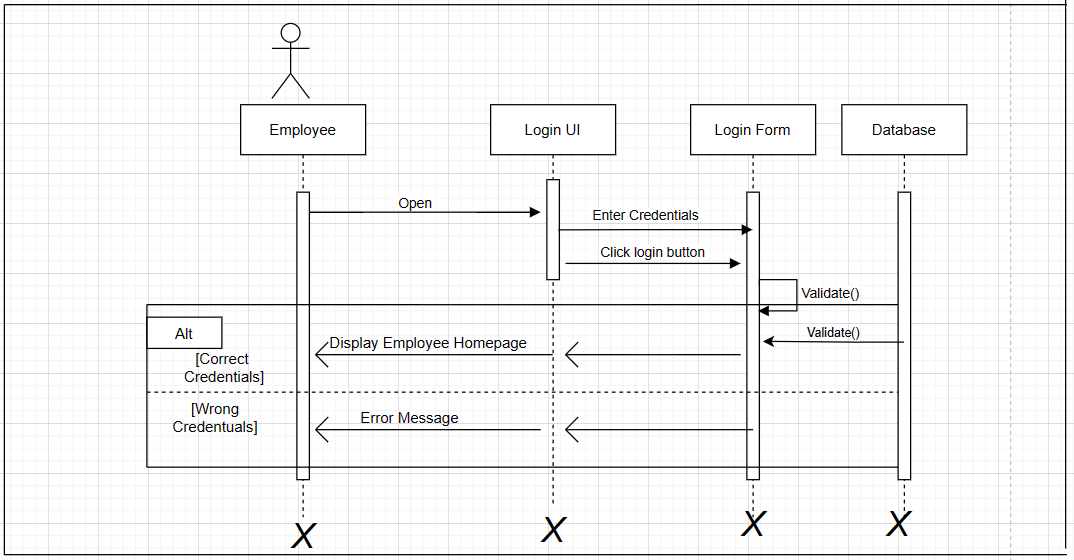 Employee
Login UI
Login Form
Database
Open
Enter Credentials
Click login button
Validate()
Alt
Validate()
Display Employee Homepage
[Correct
Credentials]
[Wrong
Credentuals]
Error Message
X
X
X
X